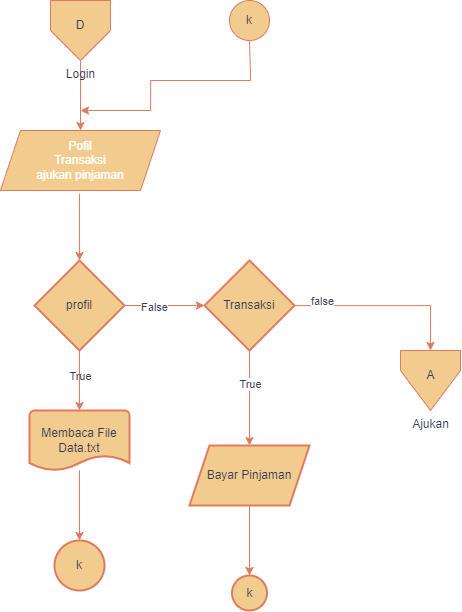 D
k
Login
Pofil
Transaksi
ajukan pinjaman
profil
False
Transaksi
false
True
True
A
Ajukan
Membaca File
Data.txt
Bayar Pinjaman
k
k